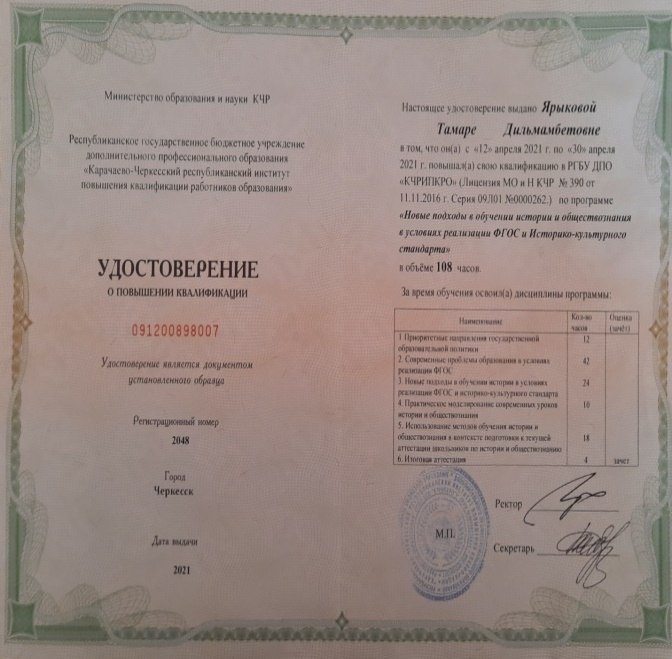 Министерство образования и науки КЧР
Республиканское государственное бюджетное учреждение
дополнительного профессионального образования
«Карачаево-Черкесский республиканский институт
повышения квалификации работников образования»
УДОСТОВЕРЕНИЕ
О ПОВЫШЕНИИ КВАЛИФИКАЦИИ
091200898007
Удостоверение является документом
установленного образца
Регистрационный номер
2048
Город
Черкесск
Дата выдачи
2021
Настоящее удостоверение выдано Ярыковой
Тамаре Дильмамбетовне
в том, что он(а) с «12» апреля 2021 г. по «30» апреля
2021 г. повышал(а) свою квалификацию в РГБУ ДПО
«КЧРИПКРО» (Лицензия МО и Н КЧР № 390 от
11.11.2016 г. Серия 09Л01 №0000262.) по программе
«Новые подходы в обучении истории и обществознания
в условиях реализации ФГОС и Историко-культурного
стандарта»
в объёме 108 часов.
За время обучения освоил(а) дисциплины программы:
Наименование Кол-во часов Оценка (зачёт)
1 Приоритетные направления государственной 12
образовательной политики
2. Современные проблемы образования в условиях 42
реализации ФГОС
3. Новые подходы в обучении истории в условиях 24
реализации ФГОС и историко-культурного стандарта
4. Практическое моделирование современных уроков 10
истории и обществознания
5. Использование методов обучения истории и
обществознания в контексте подготовки к текущей 18
аттестации школьников по истории и обществознанию
6. Итоговая аттестация 4 зачет
Ректор
М.П.
Секретарь